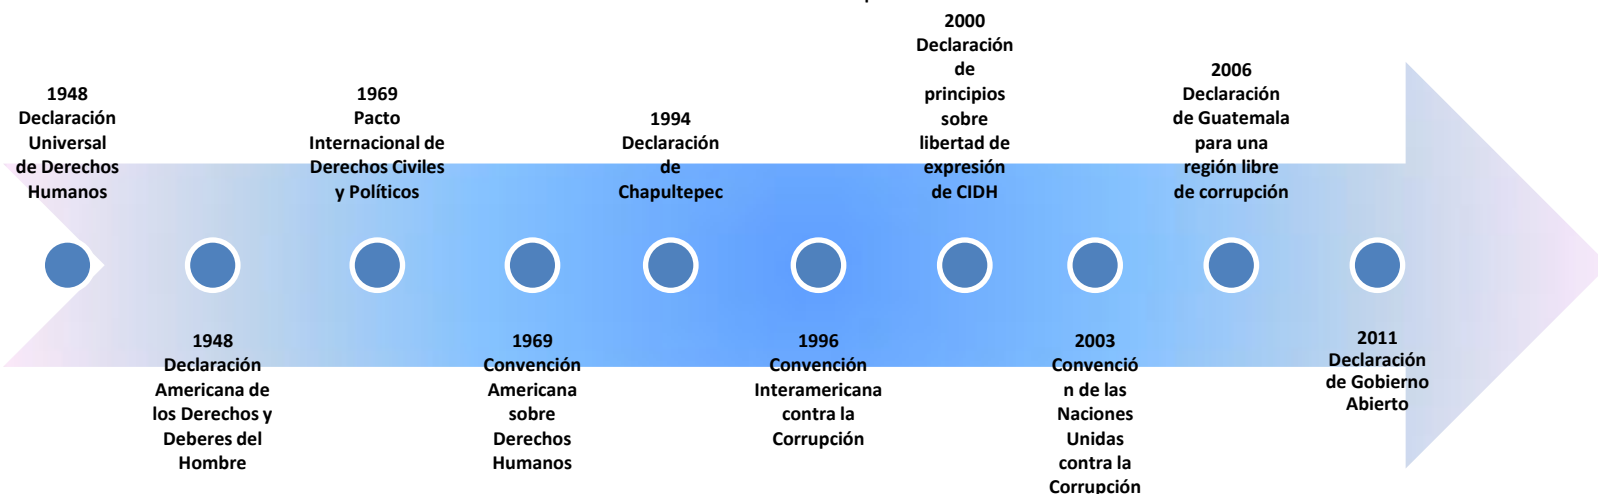 1948
Declaración
Universal
de Derechos
Humanos
1948
Declaración
Americana de
los Derechos y
Deberes del
Hombre
1969
Pacto
Internacional de
Derechos Civiles
y Políticos
1969
Convención
Americana
sobre
Derechos
Humanos
1994
Declaración
de
Chapultepec
1996
Convención
Interamericana
contra la
Corrupción
2000
Declaración
de
principios
sobre
libertad de
expresión
de CIDH
2003
Convenció
n de las
Naciones
Unidas
contra la
Corrupción
2006
Declaración
de Guatemala
para una
región libre
de corrupción
2011
Declaración
de Gobierno
Abierto